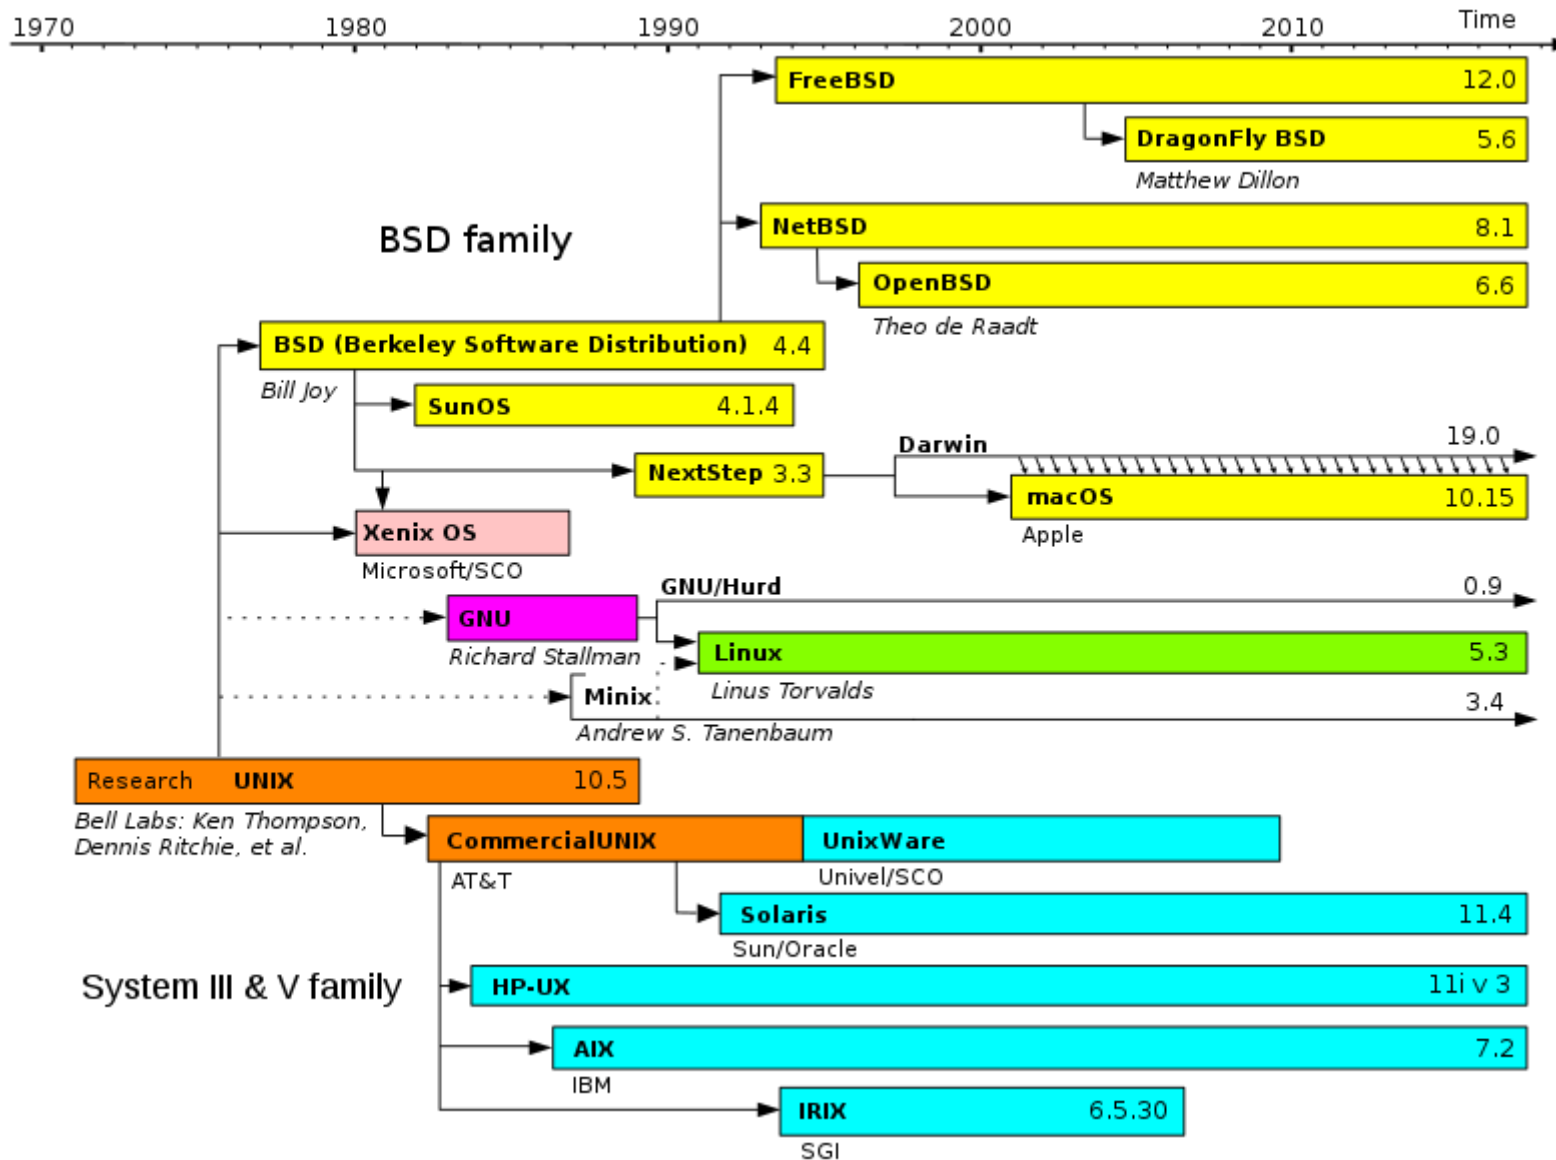 1970 1980 1990 2000 2010 Time
FreeBSD 12.0
DragonFly BSD 5.6
Matthew Dillon
NetBSD 8.1
BSD family
OpenBSD 6.6
Theo de Raadt
BSD (Berkeley Software Distribution) 4.4
Bill Joy
SunOS 4.1.4
Darwin 19.0
NextStep 3.3
macOS 10.15
Apple
Xenix OS
Microsoft/SCO
GNU/Hurd 0.9
GNU
Richard Stallman
Linux 5.3
Linus Torvalds
Minix 3.4
Andrew S. Tanenbaum
Research UNIX 10.5
Bell Labs: Ken Thompson,
Dennis Ritchie, et al.
CommercialUNIX UnixWare
AT&T Univel/SCO
Solaris 11.4
Sun/Oracle
System III & V family
HP-UX 11i v 3
AIX 7.2
IBM
IRIX 6.5.30
SGI